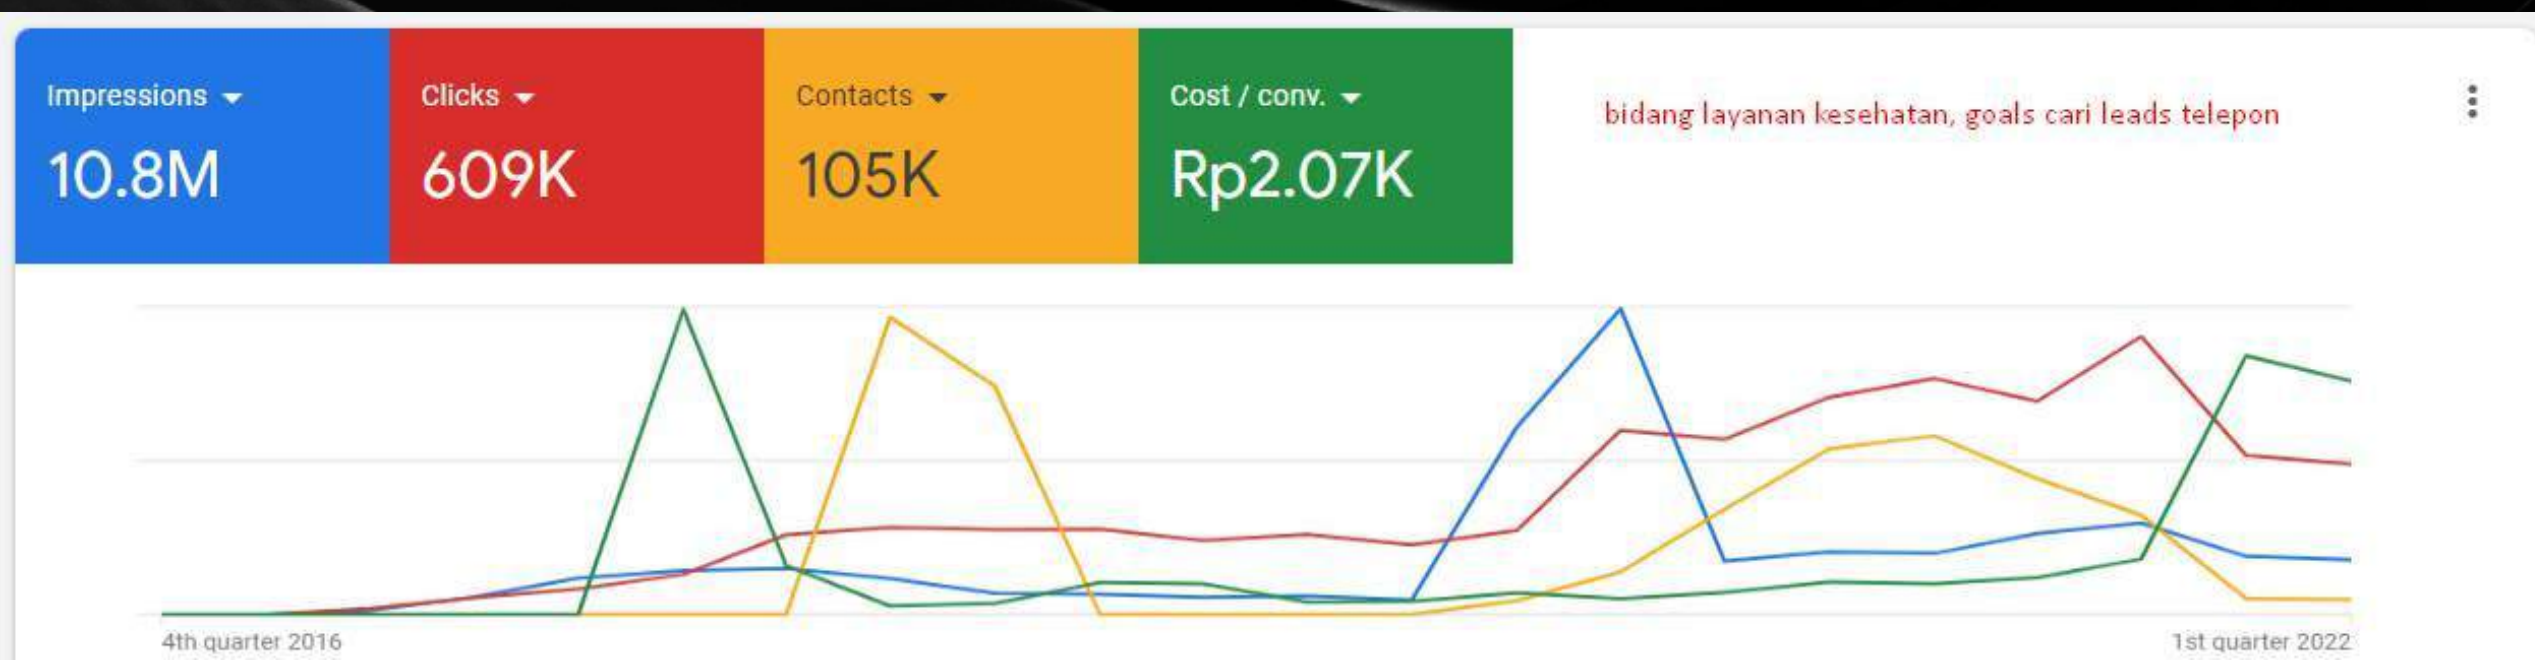 Impressions
Clicks
Contacts
Cost / conv.
bidang layanan kesehatan, goals cari leads telepon
10.8M
609K
105K
Rp2.07K
4th quarter 2016
1st quarter 2022